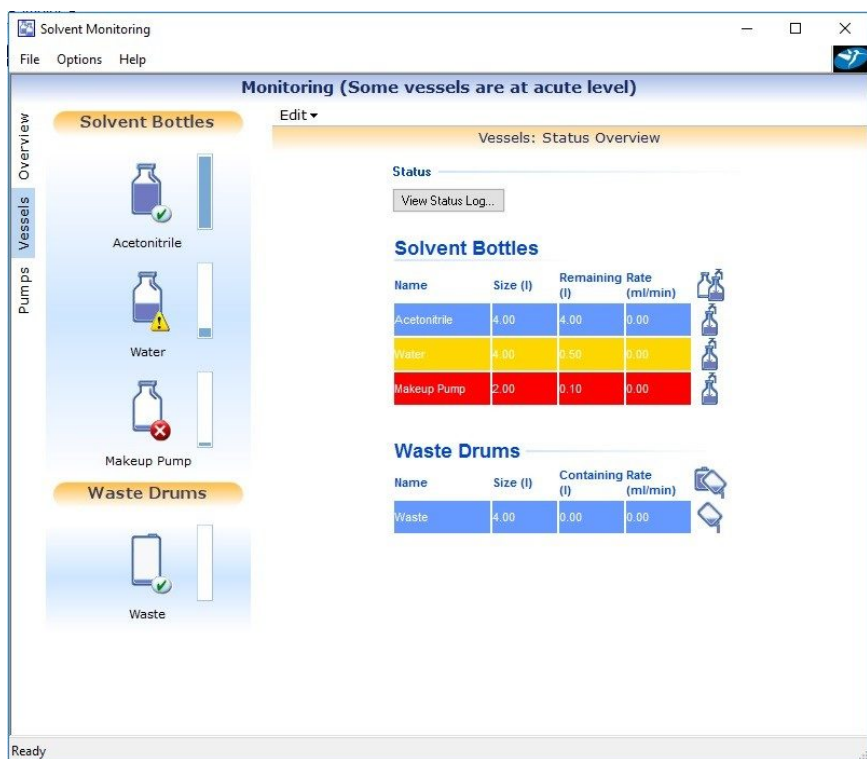 Solvent Monitoring
File Options Help
Monitoring (Some vessels are at acute level)
Overview
Vessels
Pumps
Solvent Bottles
Acetonitrile
Water
Makeup Pump
Waste Drums
Waste
Edit
Vessels: Status Overview
Status
View Status Log...
Solvent Bottles
Name Size (l) Remaining (l) Rate (ml/min)
Acetonitrile 4.00 4.00 0.00
Water 4.00 0.50 0.00
Makeup Pump 2.00 0.10 0.00
Waste Drums
Name Size (l) Containing (l) Rate (ml/min)
Waste 4.00 0.00 0.00
Ready